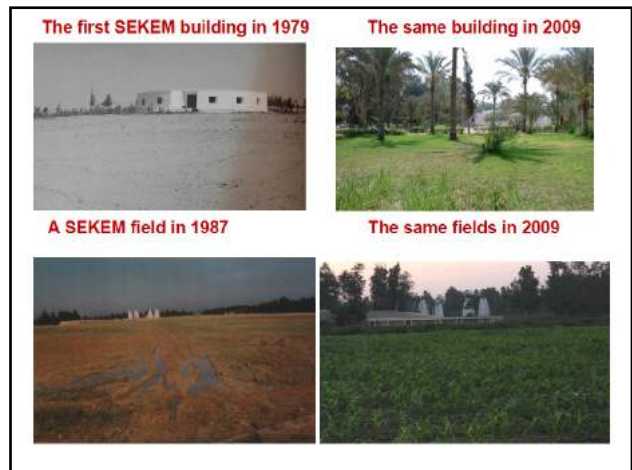 The first SEKEM building in 1979
The same building in 2009
A SEKEM field in 1987
The same fields in 2009